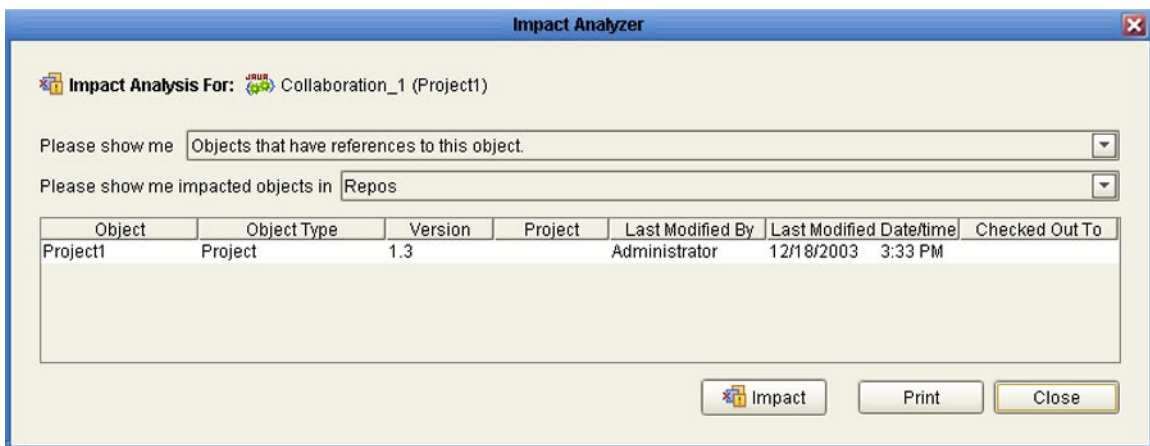 Impact Analyzer
Impact Analysis For: JAVA Collaboration_1 (Project1)
Please show me Objects that have references to this object.
Please show me impacted objects in Repos
Object Object Type Version Project Last Modified By Last Modified Date/time Checked Out To
Project1 Project 1.3 Administrator 12/18/2003 3:33 PM
Impact Print Close